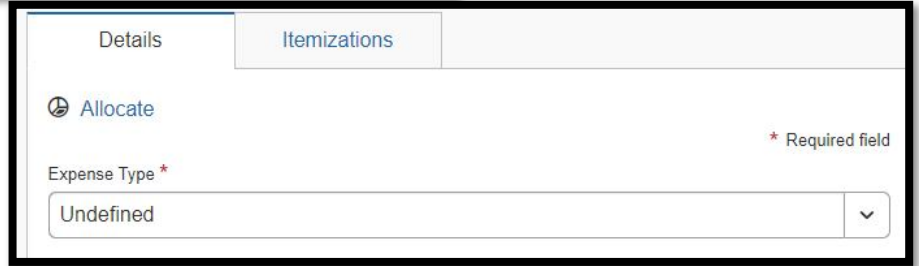 Details Itemizations
Allocate
* Required field
Expense Type *
Undefined